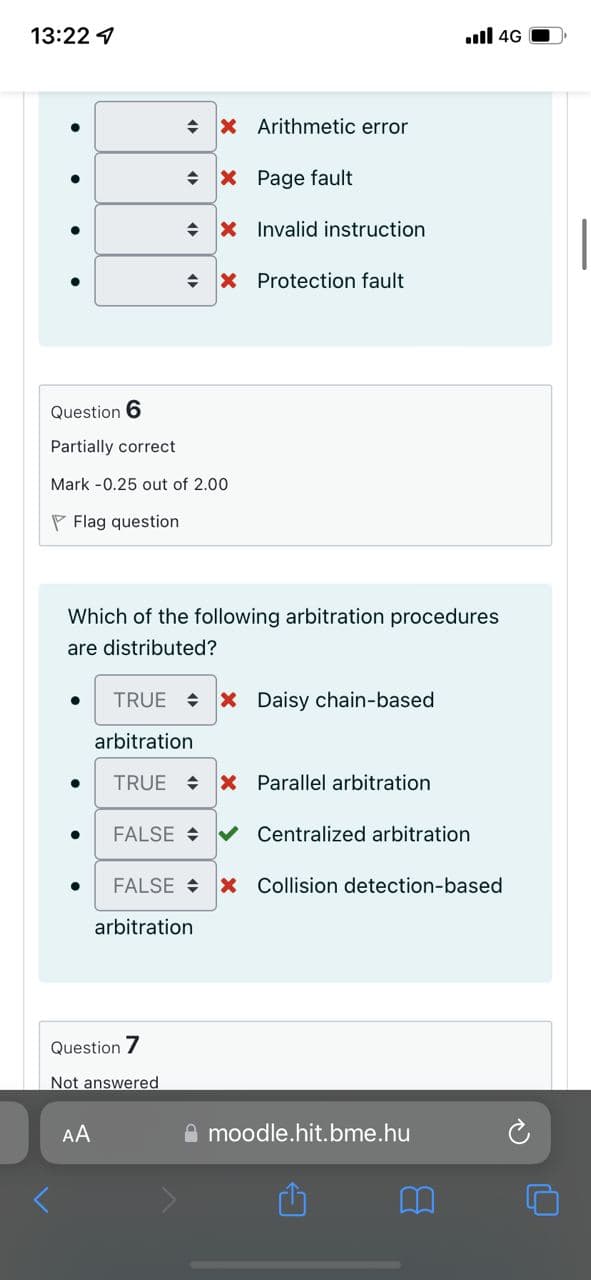 13:22
4G
Arithmetic error
Page fault
Invalid instruction
Protection fault
Question 6
Partially correct
Mark -0.25 out of 2.00
Flag question
Which of the following arbitration procedures
are distributed?
TRUE Daisy chain-based
arbitration
TRUE Parallel arbitration
FALSE Centralized arbitration
FALSE Collision detection-based
arbitration
Question 7
Not answered
AA moodle.hit.bme.hu